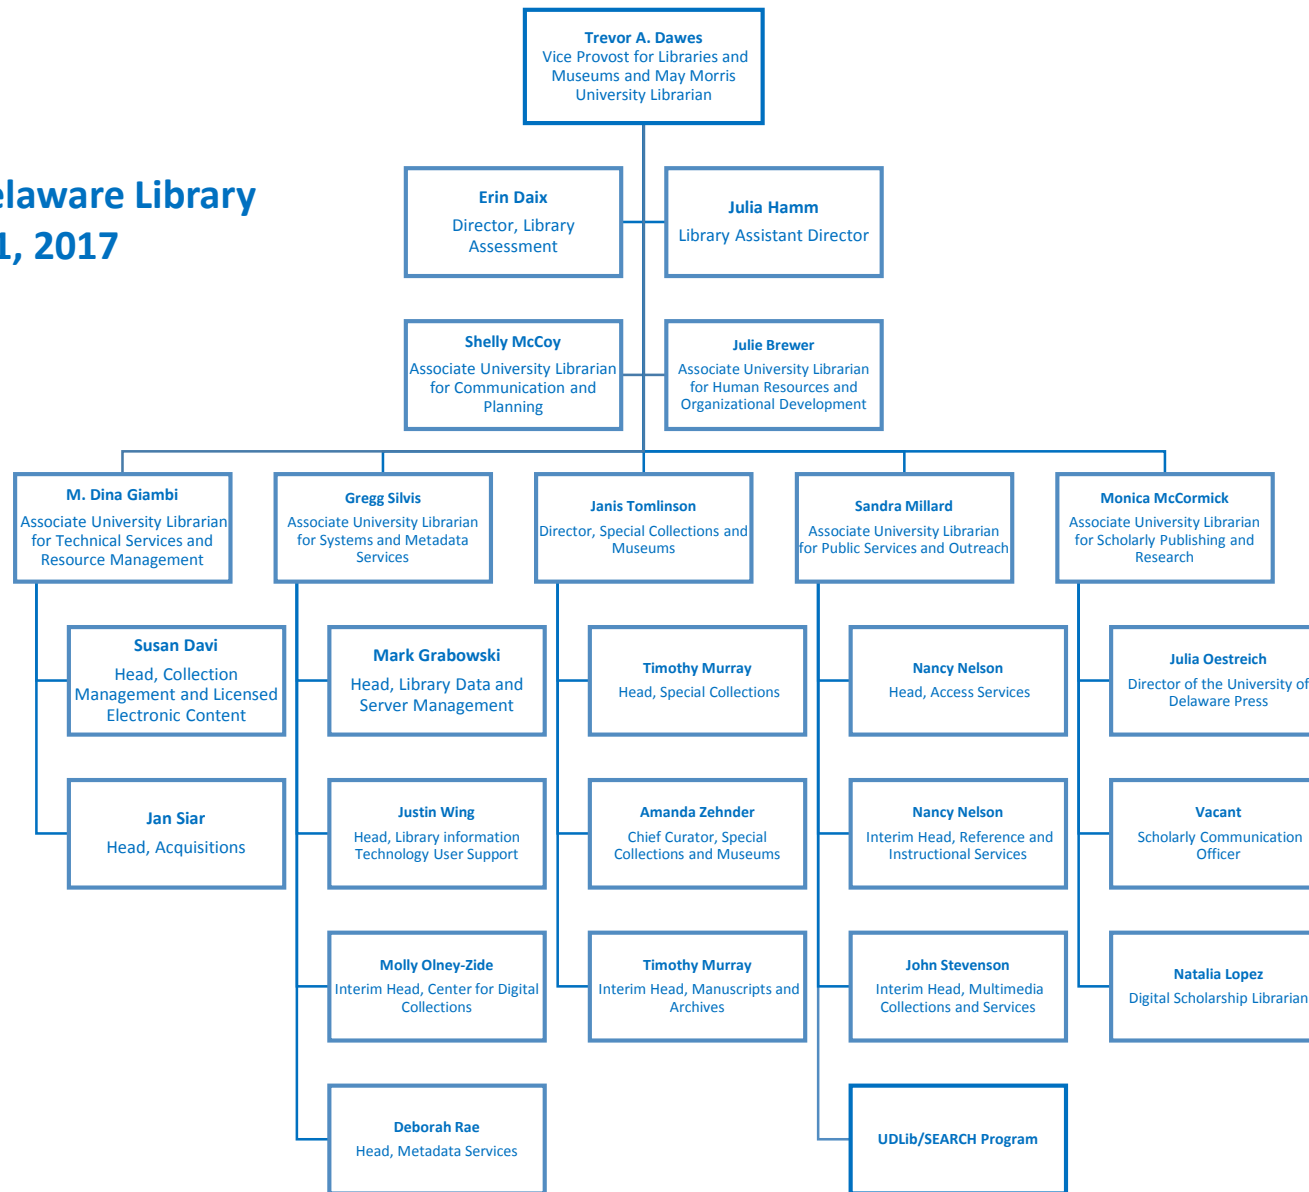 Trevor A. Dawes
Vice Provost for Libraries and
Museums and May Morris
University Librarian
elaware Library
1, 2017
Erin Daix
Director, Library
Assessment
Julia Hamm
Library Assistant Director
Shelly McCoy
Associate University Librarian
for Communication and
Planning
Julie Brewer
Associate University Librarian
for Human Resources and
Organizational Development
M. Dina Giambi
Associate University Librarian
for Technical Services and
Resource Management
Gregg Silvis
Associate University Librarian
for Systems and Metadata
Services
Janis Tomlinson
Director, Special Collections and
Museums
Sandra Millard
Associate University Librarian
for Public Services and Outreach
Monica McCormick
Associate University Librarian
for Scholarly Publishing and
Research
Susan Davi
Head, Collection
Management and Licensed
Electronic Content
Mark Grabowski
Head, Library Data and
Server Management
Timothy Murray
Head, Special Collections
Nancy Nelson
Head, Access Services
Julia Oestreich
Director of the University of
Delaware Press
Jan Siar
Head, Acquisitions
Justin Wing
Head, Library information
Technology User Support
Amanda Zehnder
Chief Curator, Special
Collections and Museums
Nancy Nelson
Interim Head, Reference and
Instructional Services
Vacant
Scholarly Communication
Officer
Molly Olney-Zide
Interim Head, Center for Digital
Collections
Timothy Murray
Interim Head, Manuscripts and
Archives
John Stevenson
Interim Head, Multimedia
Collections and Services
Natalia Lopez
Digital Scholarship Librarian
Deborah Rae
Head, Metadata Services
UDLib/SEARCH Program